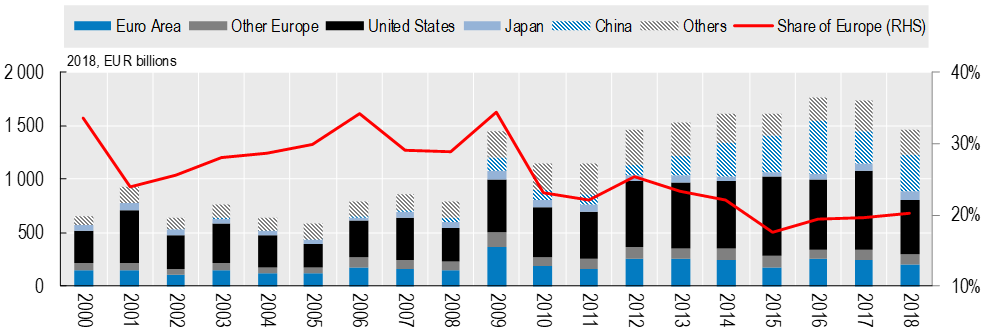 Euro Area Other Europe United States Japan China Others Share of Europe (RHS)
2018, EUR billions
2 000 40%
1 500 30%
1 000 20%
500
0 10%
2000 2001 2002 2003 2004 2005 2006 2007 2008 2009 2010 2011 2012 2013 2014 2015 2016 2017 2018